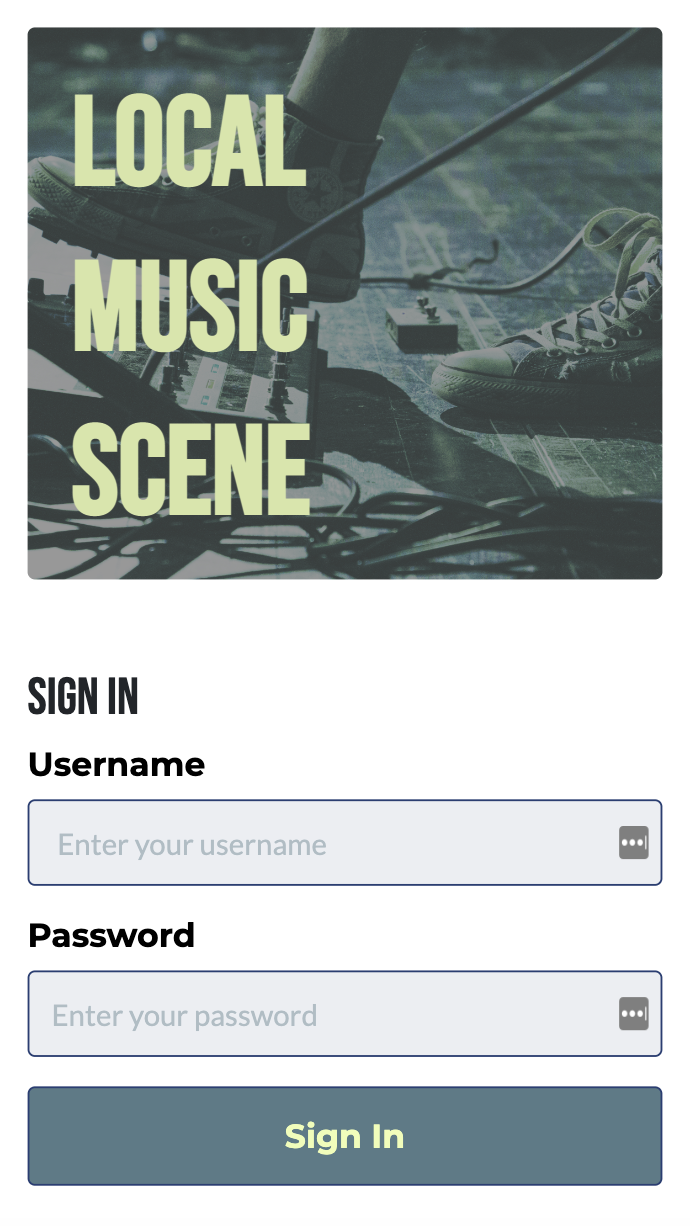 LOCAL
MUSIC
SCENE
SIGN IN
Username
Enter your username
Password
Enter your password
Sign In